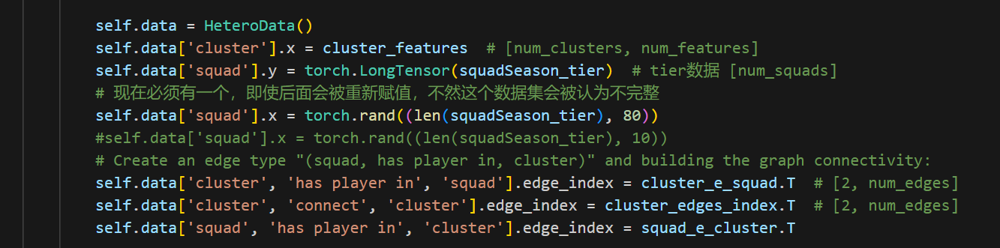 self.data = HeteroData()
self.data['cluster'].x = cluster_features  # [num_clusters, num_features]
self.data['squad'].y = torch.LongTensor(squadSeason_tier)  # tier数据 [num_squads]
# 现在必须有一个，即使后面会被重新赋值，不然这个数据集会被认为不完整
self.data['squad'].x = torch.rand((len(squadSeason_tier), 80))
#self.data['squad'].x = torch.rand((len(squadSeason_tier), 10))
# Create an edge type "(squad, has player in, cluster)" and building the graph connectivity:
self.data['cluster', 'has player in', 'squad'].edge_index = cluster_e_squad.T  # [2, num_edges]
self.data['cluster', 'connect', 'cluster'].edge_index = cluster_edges_index.T  # [2, num_edges]
self.data['squad', 'has player in', 'cluster'].edge_index = squad_e_cluster.T